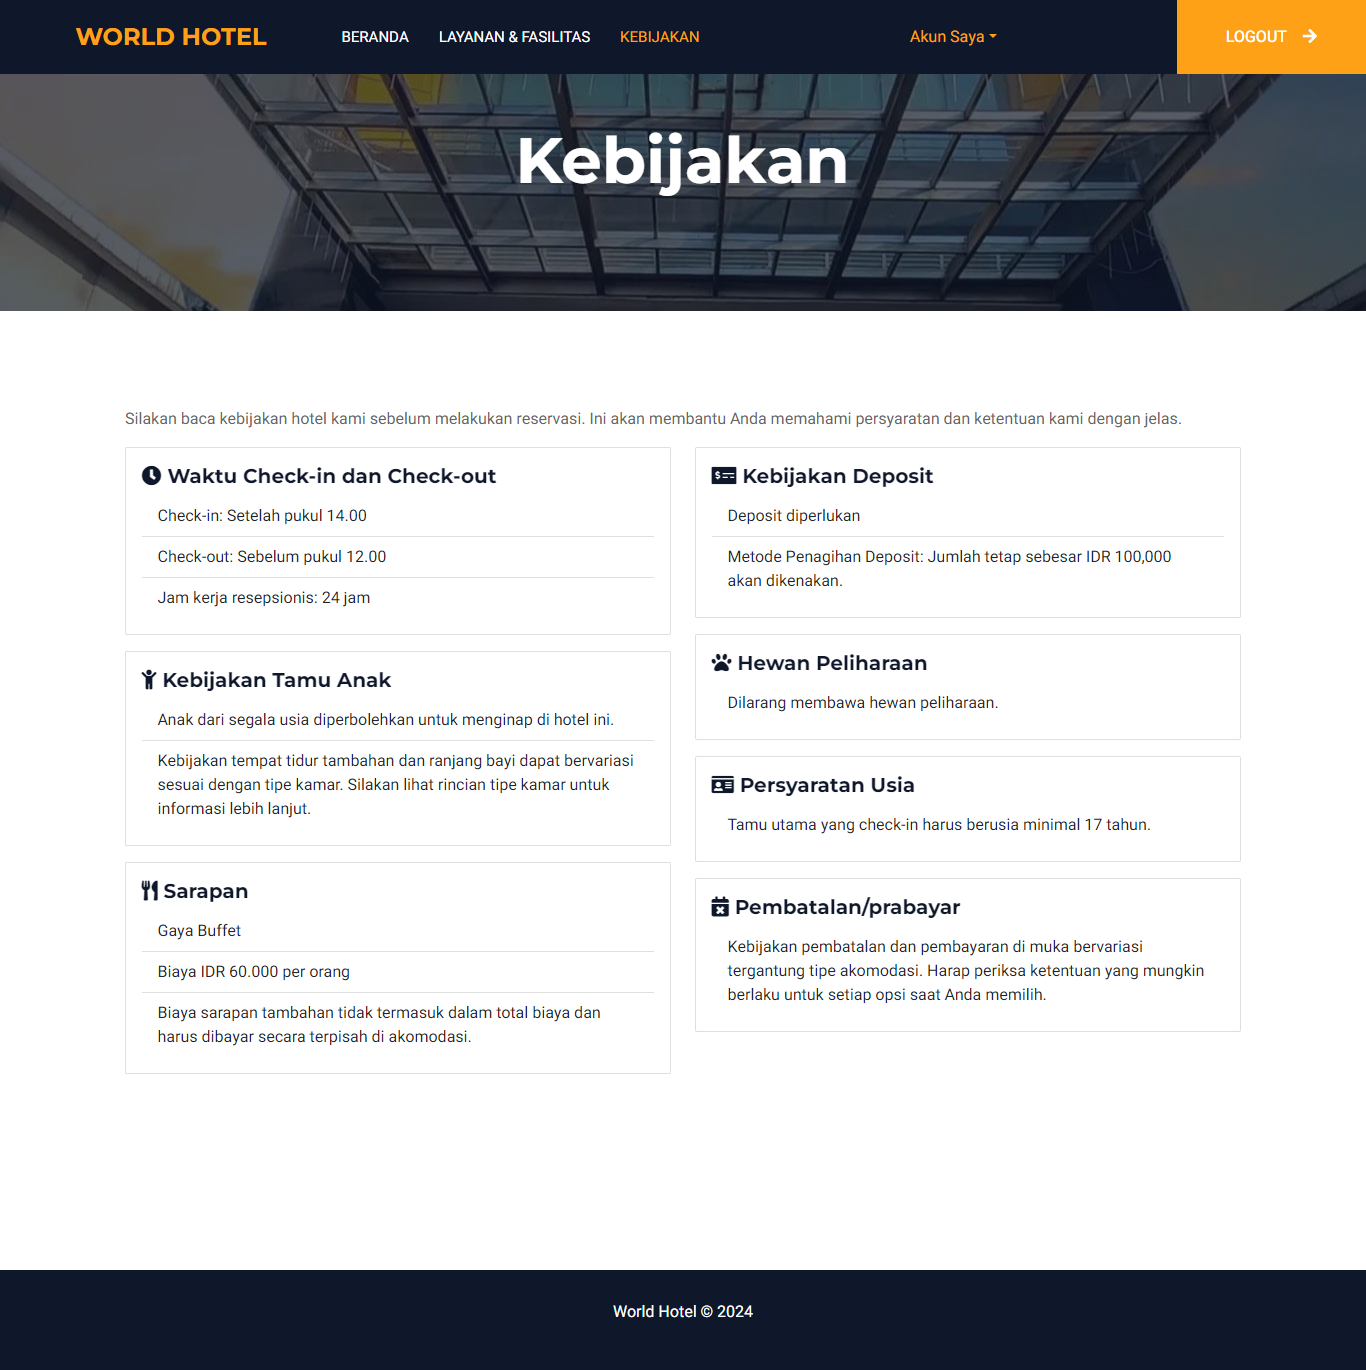 WORLD HOTEL
BERANDA
LAYANAN & FASILITAS
KEBIJAKAN
Akun Saya
LOGOUT
Kebijakan
Silakan baca kebijakan hotel kami sebelum melakukan reservasi. Ini akan membantu Anda memahami persyaratan dan ketentuan kami dengan jelas.
Waktu Check-in dan Check-out
Check-in: Setelah pukul 14.00
Check-out: Sebelum pukul 12.00
Jam kerja resepsionis: 24 jam
Kebijakan Tamu Anak
Anak dari segala usia diperbolehkan untuk menginap di hotel ini.
Kebijakan tempat tidur tambahan dan ranjang bayi dapat bervariasi
sesuai dengan tipe kamar. Silakan lihat rincian tipe kamar untuk
informasi lebih lanjut.
Sarapan
Gaya Buffet
Biaya IDR 60.000 per orang
Biaya sarapan tambahan tidak termasuk dalam total biaya dan
harus dibayar secara terpisah di akomodasi.
Kebijakan Deposit
Deposit diperlukan
Metode Penagihan Deposit: Jumlah tetap sebesar IDR 100,000
akan dikenakan.
Hewan Peliharaan
Dilarang membawa hewan peliharaan.
Persyaratan Usia
Tamu utama yang check-in harus berusia minimal 17 tahun.
Pembatalan/prabayar
Kebijakan pembatalan dan pembayaran di muka bervariasi
tergantung tipe akomodasi. Harap periksa ketentuan yang mungkin
berlaku untuk setiap opsi saat Anda memilih.
World Hotel © 2024